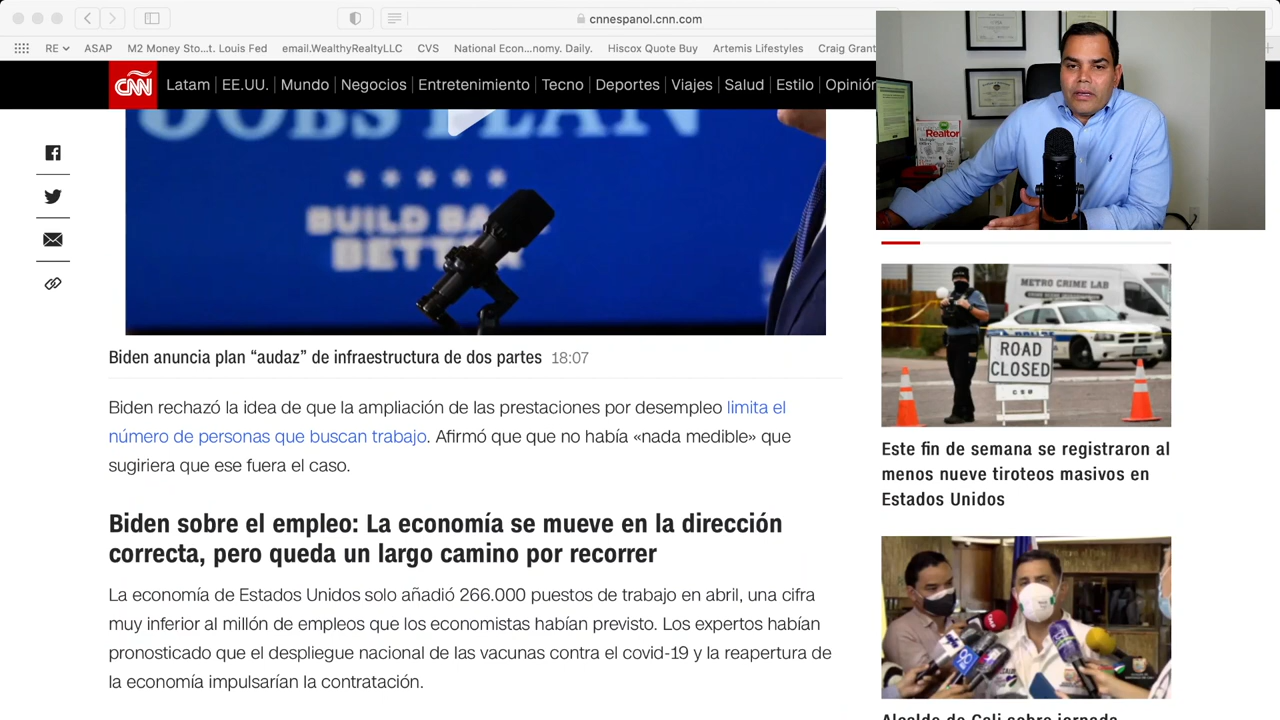 cnnespanol.cnn.com
RE
ASAP
M2 Money Sto...t. Louis Fed
email.WealthyRealtyLLC
CVS
National Econ...nomy. Daily.
Hiscox Quote Buy
Artemis Lifestyles
Craig Grant
CNN
Latam
EE.UU.
Mundo
Negocios
Entretenimiento
Tecno
Deportes
Viajes
Salud
Estilo
Opinión
Realtor
JOBS PLAN
BUILD BACK
BETTER
Biden anuncia plan “audaz” de infraestructura de dos partes 18:07
Biden rechazó la idea de que la ampliación de las prestaciones por desempleo limita el
número de personas que buscan trabajo. Afirmó que que no había «nada medible» que
sugiriera que ese fuera el caso.
Biden sobre el empleo: La economía se mueve en la dirección
correcta, pero queda un largo camino por recorrer
La economía de Estados Unidos solo añadió 266.000 puestos de trabajo en abril, una cifra
muy inferior al millón de empleos que los economistas habían previsto. Los expertos habían
pronosticado que el despliegue nacional de las vacunas contra el covid-19 y la reapertura de
la economía impulsarían la contratación.
METRO CRIME LAB
ROAD
CLOSED
Este fin de semana se registraron al
menos nueve tiroteos masivos en
Estados Unidos
Alcalde de Cali sobre jornada